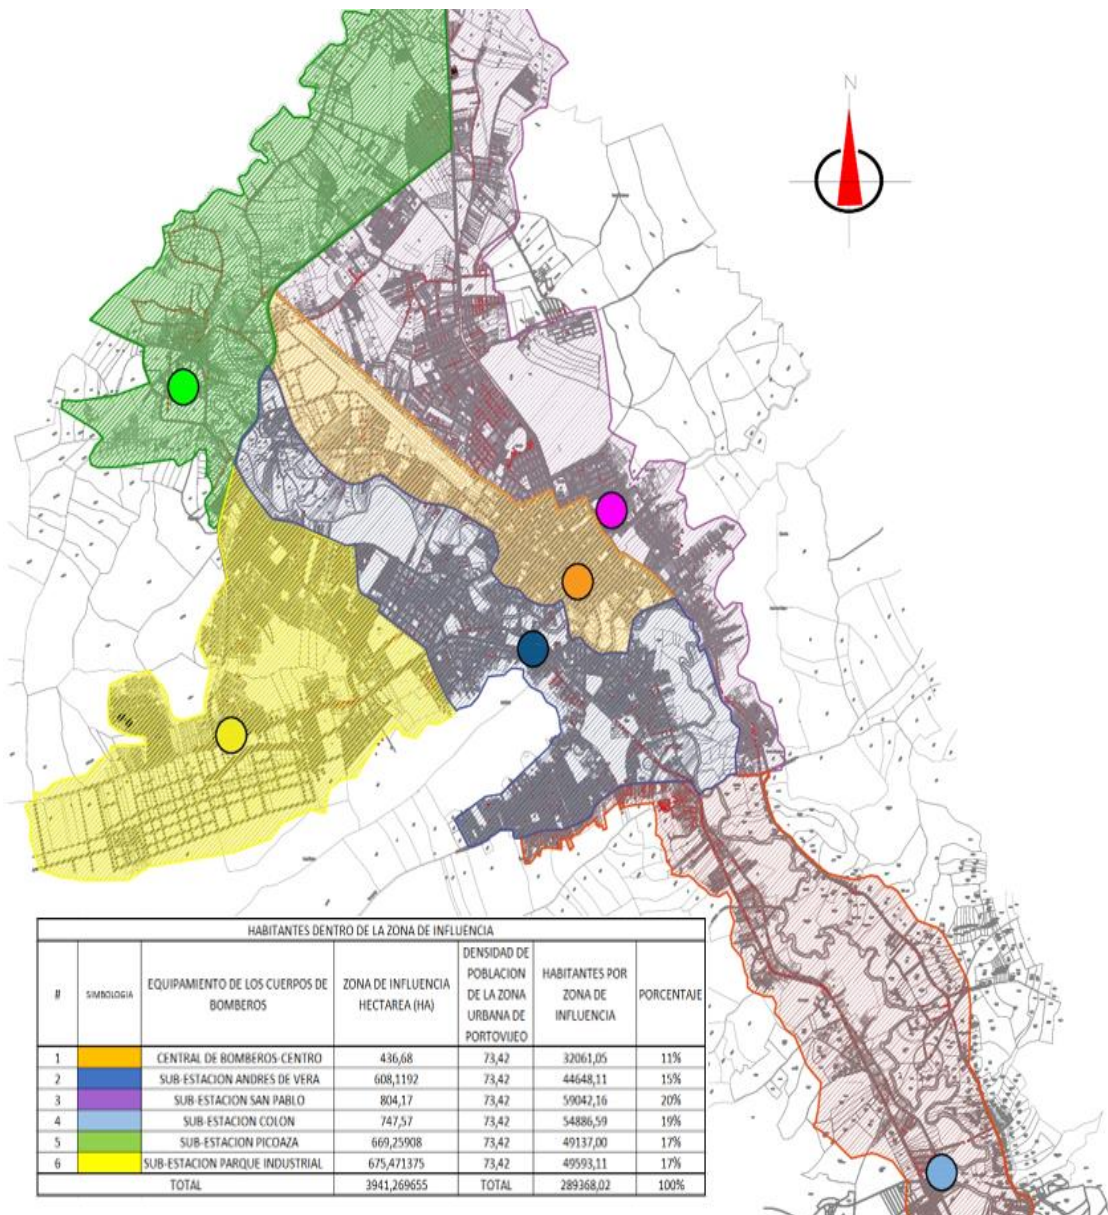 N
HABITANTES DENTRO DE LA ZONA DE INFLUENCIA
# SIMBOLOGIA EQUIPAMIENTO DE LOS CUERPOS DE BOMBEROS ZONA DE INFLUENCIA HECTAREA (HA) DENSIDAD DE POBLACION DE LA ZONA URBANA DE PORTOVIJEO HABITANTES POR ZONA DE INFLUENCIA PORCENTAJE
1 CENTRAL DE BOMBEROS-CENTRO 436,68 73,42 32061,05 11%
2 SUB-ESTACION ANDRES DE VERA 608,1192 73,42 44648,11 15%
3 SUB-ESTACION SAN PABLO 804,17 73,42 59042,16 20%
4 SUB-ESTACION COLON 747,57 73,42 54886,59 19%
5 SUB-ESTACION PICOAZA 669,25908 73,42 49137,00 17%
6 SUB-ESTACION PARQUE INDUSTRIAL 675,471375 73,42 49593,11 17%
TOTAL 3941,269655 TOTAL 289368,02 100%